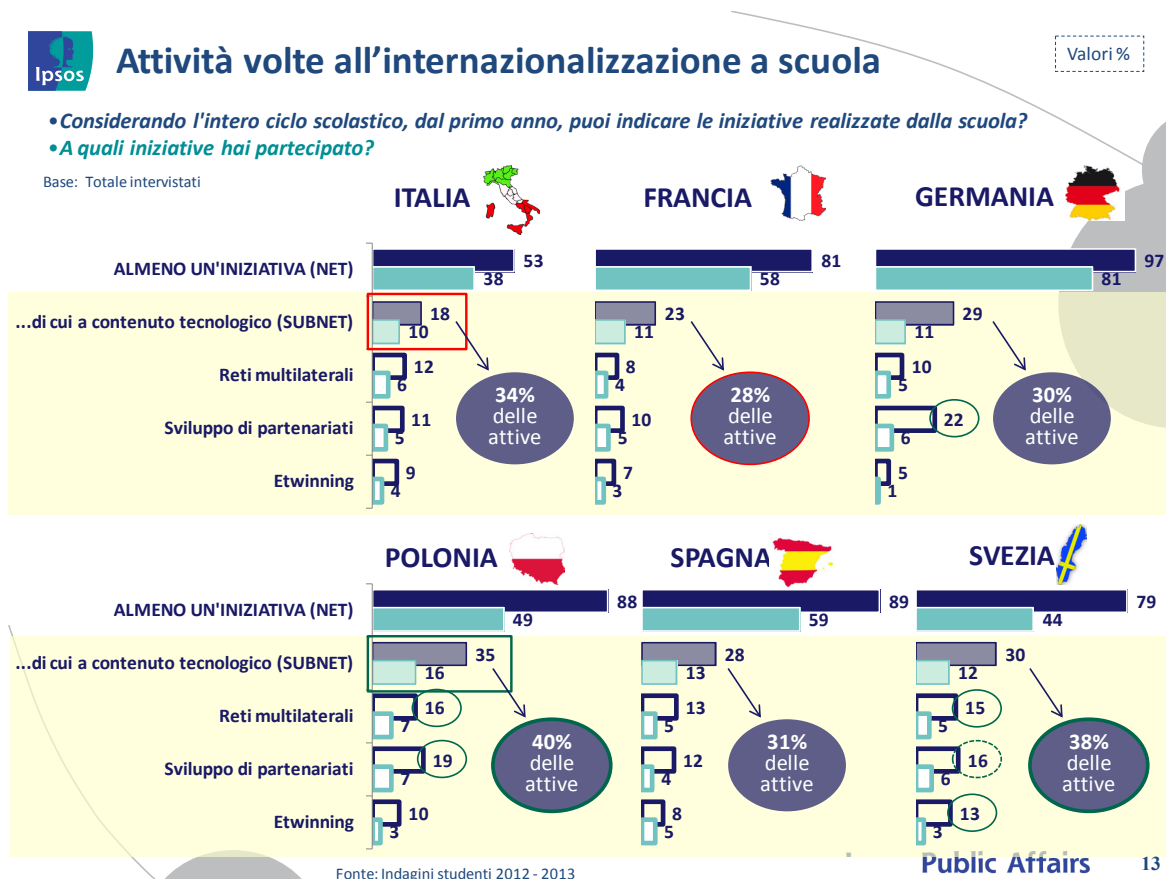 Ipsos
Attività volte all'internazionalizzazione a scuola
Valori %
•Considerando l'intero ciclo scolastico, dal primo anno, puoi indicare le iniziative realizzate dalla scuola?
•A quali iniziative hai partecipato?
Base: Totale intervistati
ITALIA FRANCIA GERMANIA
ALMENO UN'INIZIATIVA (NET) 53 81 97
38 58 81
...di cui a contenuto tecnologico (SUBNET) 18 23 29
10 11 11
Reti multilaterali 12 8 10
6 4 5
34% delle attive 28% delle attive 30% delle attive
Sviluppo di partenariati 11 10 22
5 5 6
Etwinning 9 7 5
4 3 1
POLONIA SPAGNA SVEZIA
ALMENO UN'INIZIATIVA (NET) 88 89 79
49 59 44
...di cui a contenuto tecnologico (SUBNET) 35 28 30
16 13 12
Reti multilaterali 16 13 15
7 5 5
40% delle attive 31% delle attive 38% delle attive
Sviluppo di partenariati 19 12 16
7 4 6
Etwinning 10 8 13
3 5 3
Fonte: Indagini studenti 2012 - 2013
Public Affairs
13